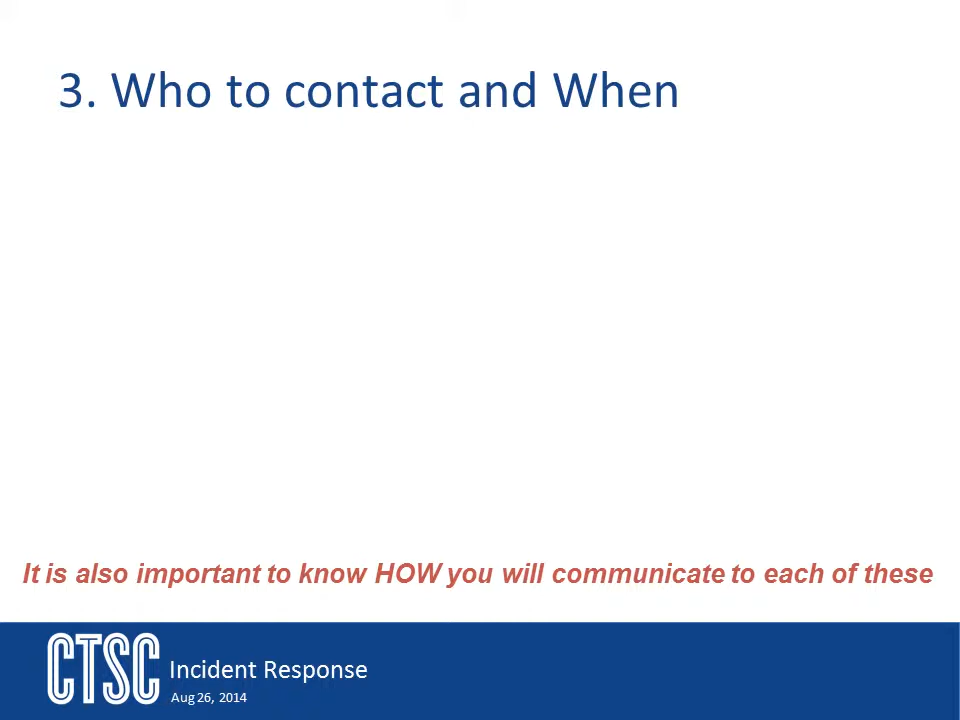 3. Who to contact and When
It is also important to know HOW you will communicate to each of these
CTSC
Incident Response
Aug 26, 2014